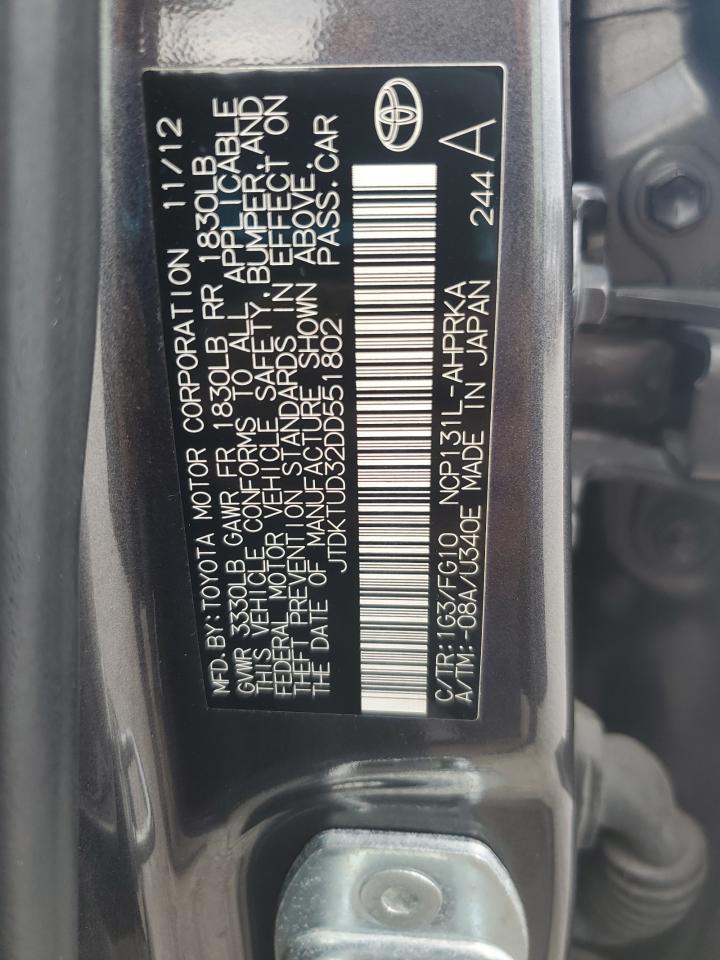 MFD.BY:TOYOTA MOTOR CORPORATION 11/12
GVWR 3330LB GAWR FR 1830LB RR 1830LB
THIS VEHICLE CONFORMS TO ALL APPLICABLE
FEDERAL MOTOR VEHICLE SAFETY,BUMPER,AND
THEFT PREVENTION STANDARDS IN EFFECT ON
THE DATE OF MANUFACTURE SHOWN ABOVE.
JTDKTUD32DD551802 PASS.CAR
C/TR:1G3/FG10 NCP131L-AHPRKA 244
A/TM:-08A/U340E MADE IN JAPAN A